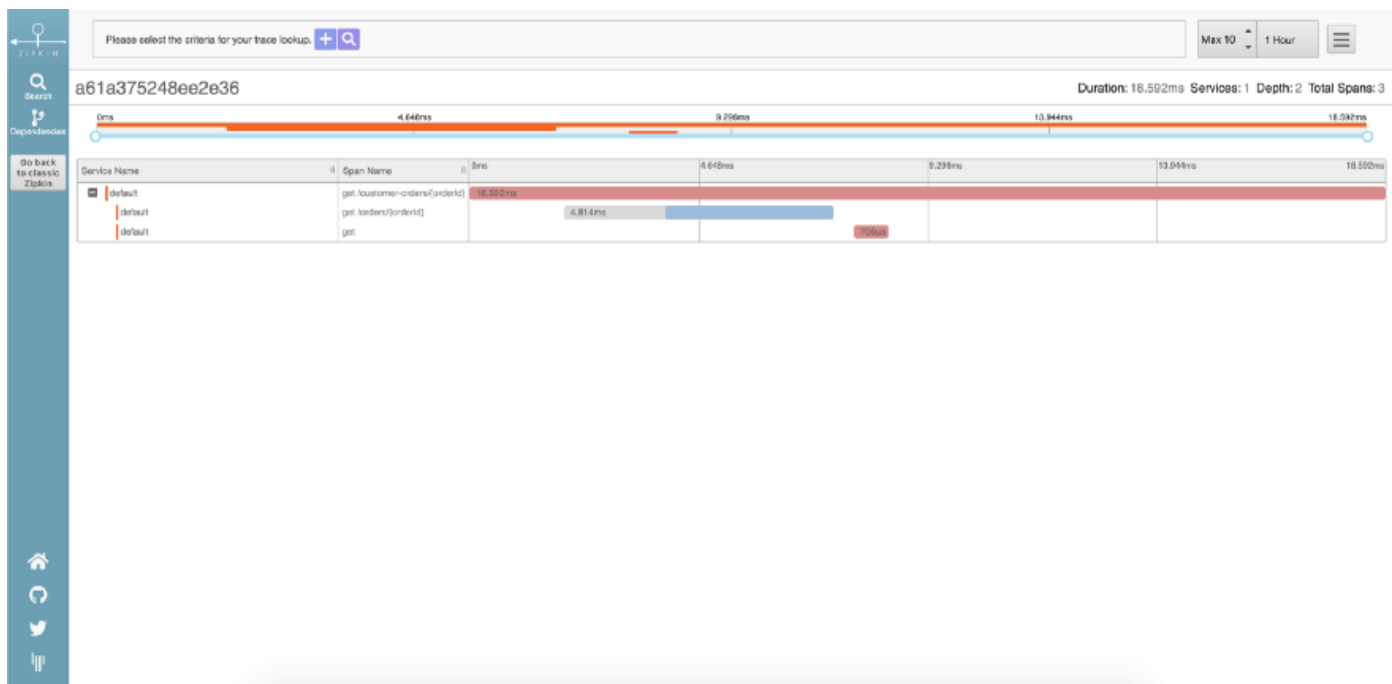 ZIPKIN
Please select the criteria for your trace lookup.
Max 10
1 Hour
Search
Dependencies
Go back
to classic
Zipkin
a61a375248ee2e36
Duration: 18.592ms Services: 1 Depth: 2 Total Spans: 3
0ms 4.648ms 9.296ms 13.944ms 18.592ms
Service Name Span Name 0ms 4.648ms 9.296ms 13.944ms 18.592ms
default get /customer-orders/{orderid} 18.592ms
default get /orders/{orderid} 4.814ms
default get 706µs